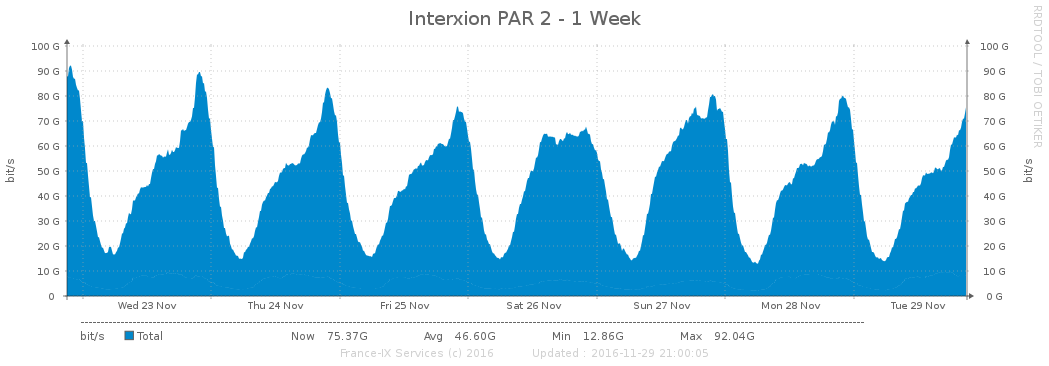 Interxion PAR 2 - 1 Week
RRDTOOL / TOBI OETIKER
bit/s
100 G 100 G
90 G 90 G
80 G 80 G
70 G 70 G
60 G 60 G
50 G 50 G
40 G 40 G
30 G 30 G
20 G 20 G
10 G 10 G
0 0 G
bit/s
Wed 23 Nov Thu 24 Nov Fri 25 Nov Sat 26 Nov Sun 27 Nov Mon 28 Nov Tue 29 Nov
bit/s Total Now 75.37G Avg 46.60G Min 12.86G Max 92.04G
France-IX Services (c) 2016 Updated : 2016-11-29 21:00:05